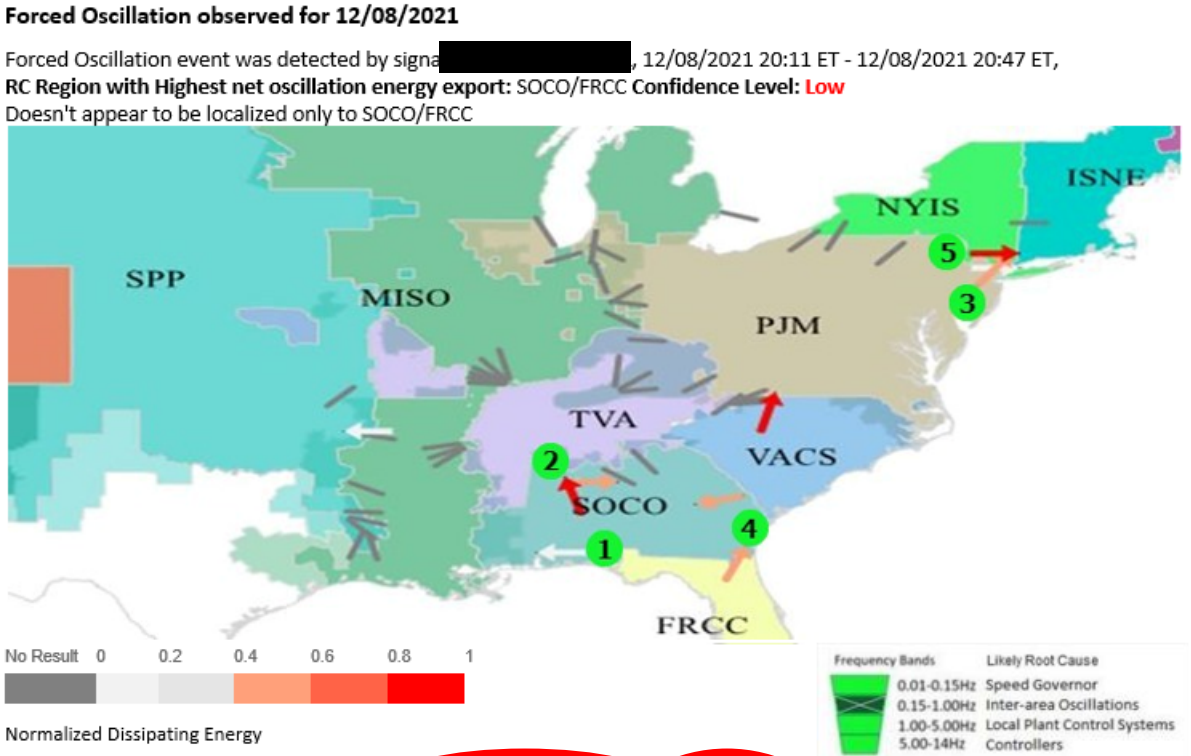 Forced Oscillation observed for 12/08/2021
Forced Oscillation event was detected by signa , 12/08/2021 20:11 ET - 12/08/2021 20:47 ET,
RC Region with Highest net oscillation energy export: SOCO/FRCC Confidence Level: Low
Doesn't appear to be localized only to SOCO/FRCC
ISNE
NYIS
5
SPP
MISO
3
PJM
TVA
VACS
2
SOCO
4
1
FRCC
No Result 0 0.2 0.4 0.6 0.8 1
Normalized Dissipating Energy
Frequency Bands Likely Root Cause
0.01-0.15Hz Speed Governor
0.15-1.00Hz Inter-area Oscillations
1.00-5.00Hz Local Plant Control Systems
5.00-14Hz Controllers